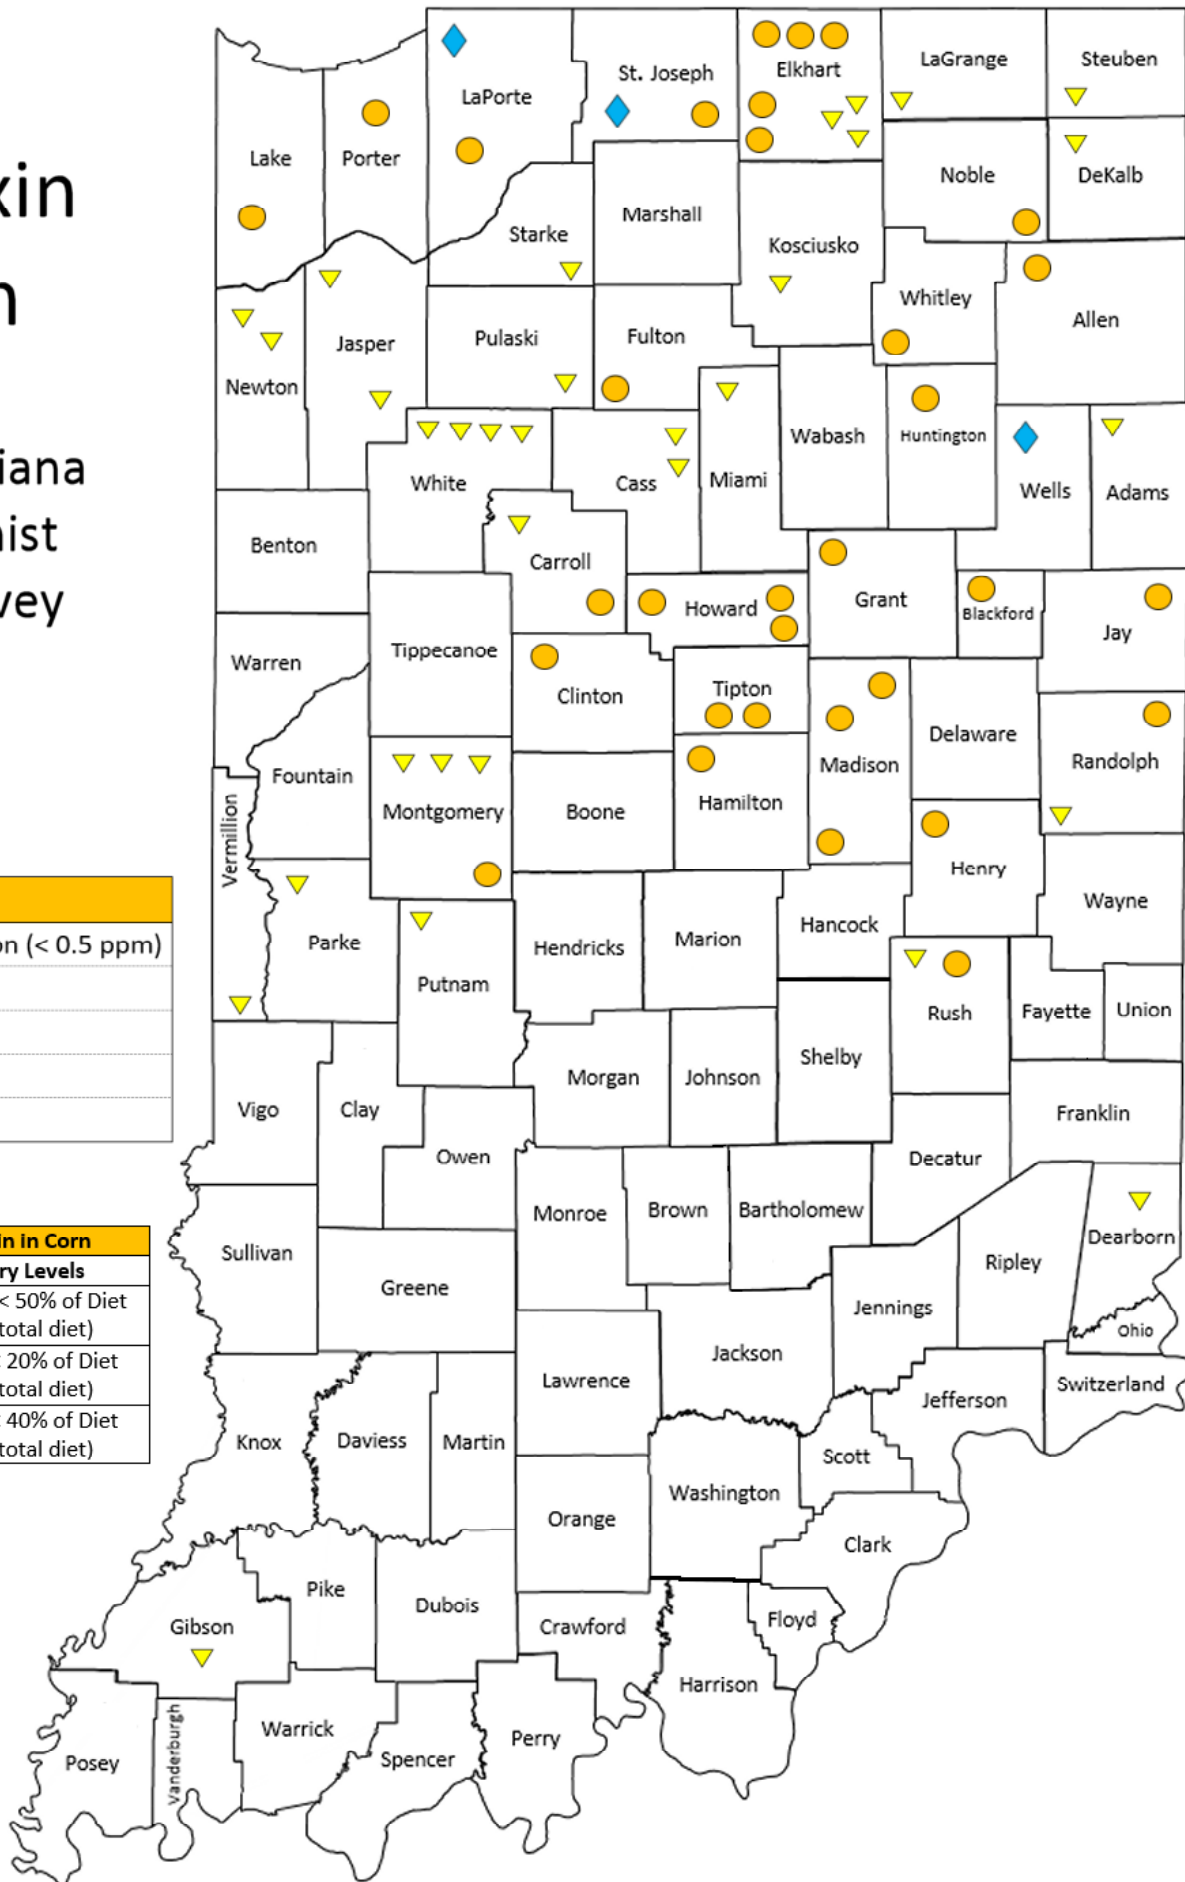 xin
n
iana
nist
vey
on (< 0.5 ppm)
in in Corn
ry Levels
< 50% of Diet
total diet)
20% of Diet
total diet)
40% of Diet
total diet)
LaPorte
St. Joseph
Elkhart
LaGrange
Steuben
Lake
Porter
Noble
DeKalb
Starke
Marshall
Kosciusko
Whitley
Allen
Newton
Jasper
Pulaski
Fulton
Wabash
Huntington
White
Cass
Miami
Wells
Adams
Benton
Carroll
Howard
Grant
Blackford
Jay
Warren
Tippecanoe
Clinton
Tipton
Delaware
Randolph
Fountain
Montgomery
Boone
Hamilton
Madison
Henry
Vermillion
Wayne
Parke
Putnam
Hendricks
Marion
Hancock
Rush
Fayette
Union
Vigo
Clay
Owen
Morgan
Johnson
Shelby
Franklin
Decatur
Monroe
Brown
Bartholomew
Dearborn
Sullivan
Greene
Ripley
Jennings
Ohio
Jackson
Lawrence
Switzerland
Jefferson
Knox
Daviess
Martin
Scott
Washington
Orange
Clark
Pike
Dubois
Gibson
Crawford
Floyd
Harrison
Posey
Vanderburgh
Warrick
Spencer
Perry